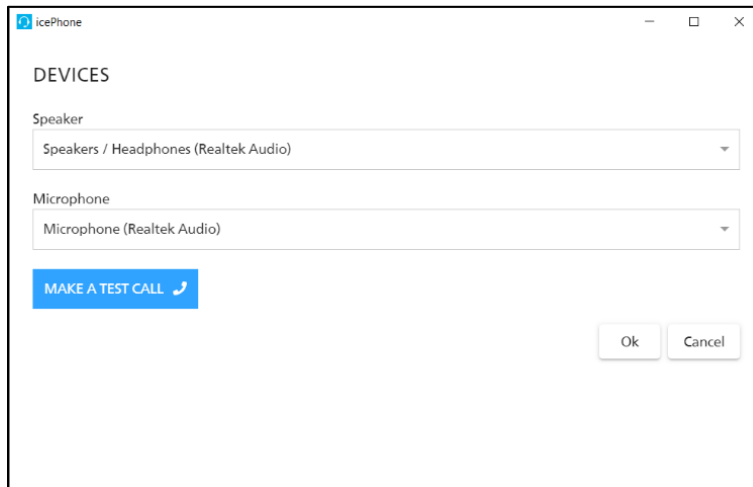 icePhone
DEVICES
Speaker
Speakers / Headphones (Realtek Audio)
Microphone
Microphone (Realtek Audio)
MAKE A TEST CALL
Ok Cancel